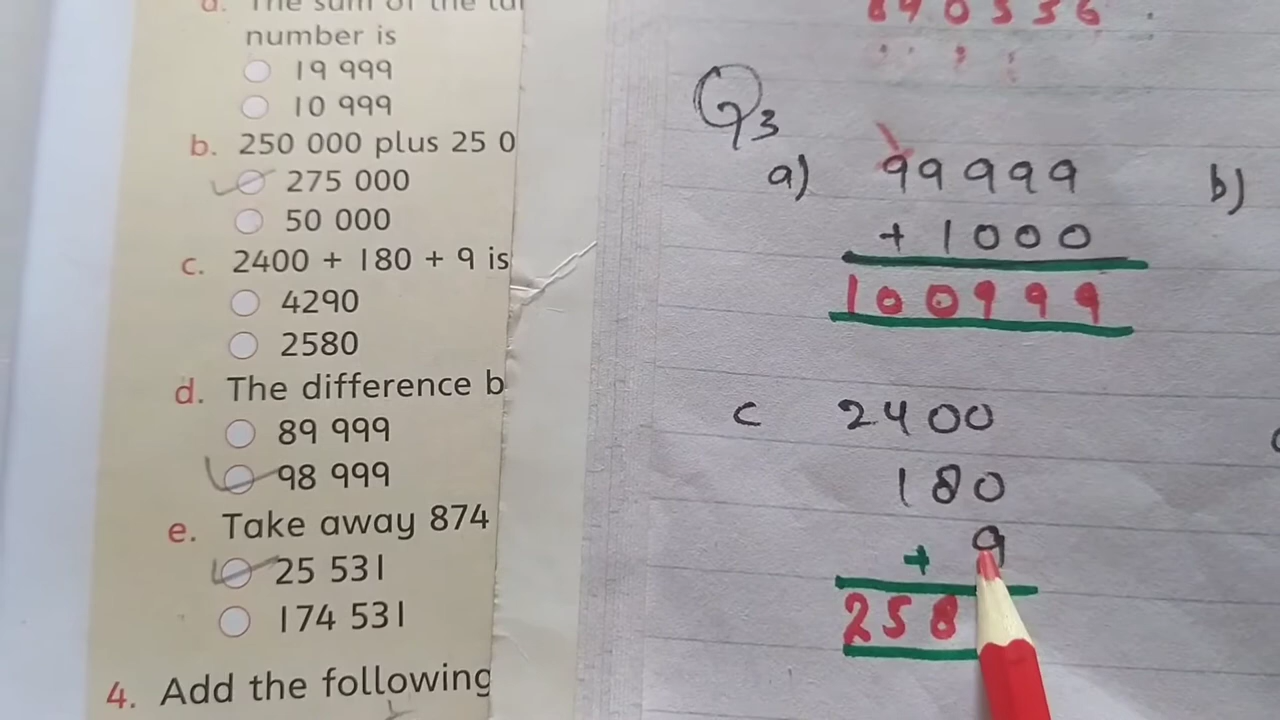 number is
19 999
10 999
b. 250 000 plus 25 0
275 000
50 000
c. 2400 + 180 + 9 is
4290
2580
d. The difference b
89 999
98 999
e. Take away 874
25 531
174 531
4. Add the following
Q3
a) 99999
+ 1000
100999
b)
c 2400
180
+ 9
258